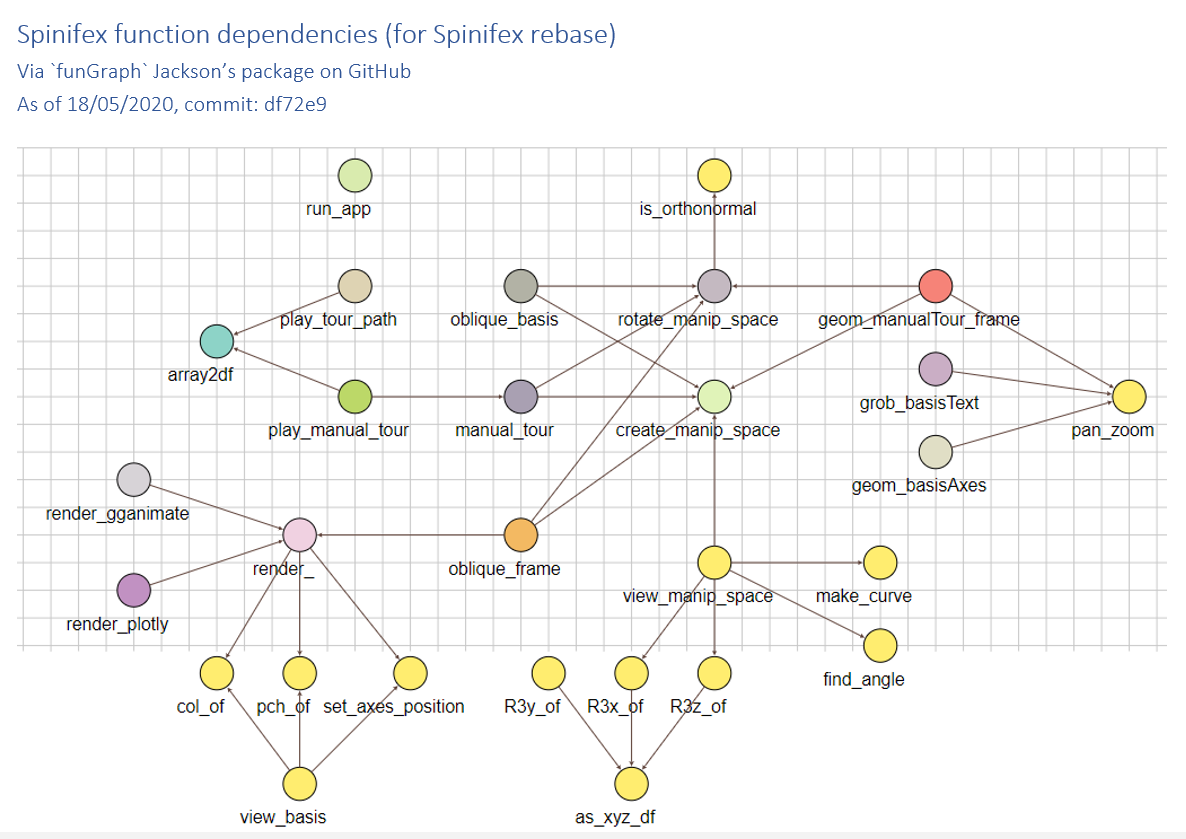 Spinifex function dependencies (for Spinifex rebase)
Via `funGraph` Jackson’s package on GitHub
As of 18/05/2020, commit: df72e9
run_app
is_orthonormal
play_tour_path
oblique_basis
rotate_manip_space
geom_manualTour_frame
array2df
grob_basisText
play_manual_tour
manual_tour
create_manip_space
pan_zoom
geom_basisAxes
render_gganimate
render_
oblique_frame
view_manip_space
make_curve
render_plotly
find_angle
col_of
pch_of
set_axes_position
R3y_of
R3x_of
R3z_of
view_basis
as_xyz_df